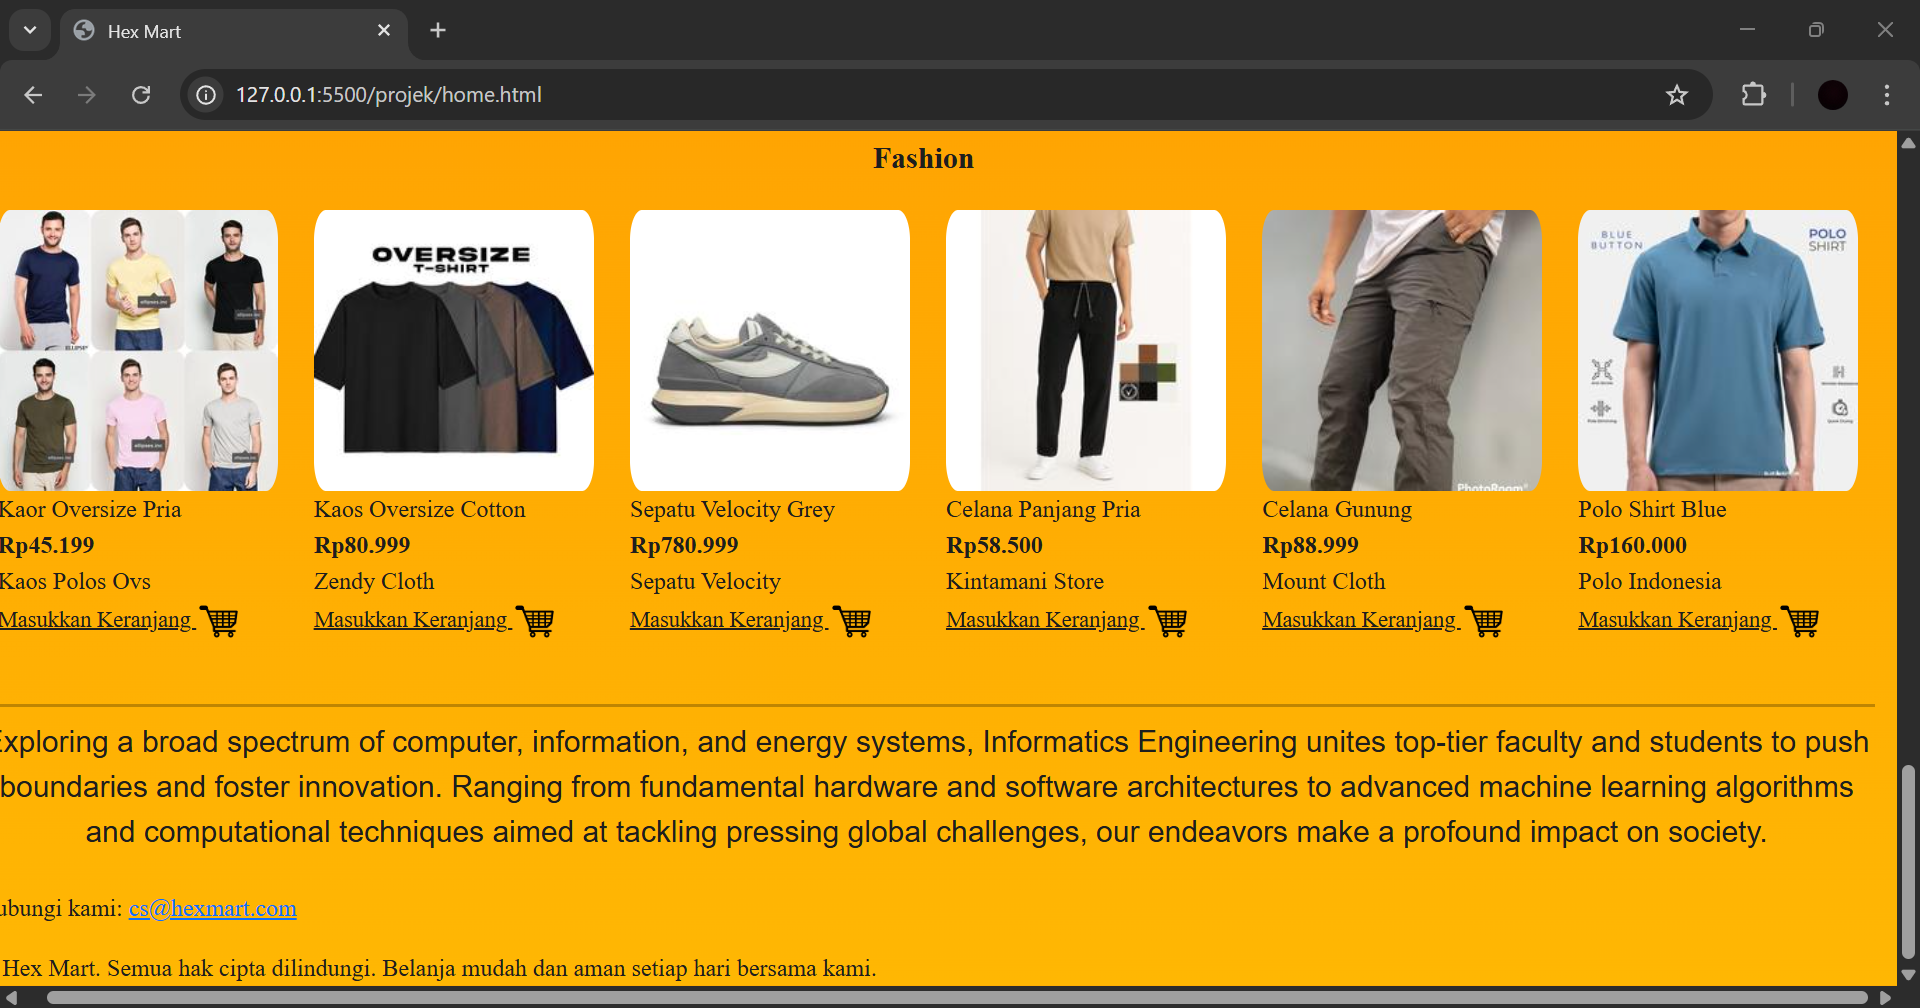 Hex Mart
127.0.0.1:5500/projek/home.html
Fashion
OVERSIZE
T-SHIRT
PhotoRoom®
BLUE
BUTTON
POLO
SHIRT
Kaor Oversize Pria
Kaos Oversize Cotton
Sepatu Velocity Grey
Celana Panjang Pria
Celana Gunung
Polo Shirt Blue
Rp45.199
Rp80.999
Rp780.999
Rp58.500
Rp88.999
Rp160.000
Kaos Polos Ovs
Zendy Cloth
Sepatu Velocity
Kintamani Store
Mount Cloth
Polo Indonesia
Masukkan Keranjang
Masukkan Keranjang
Masukkan Keranjang
Masukkan Keranjang
Masukkan Keranjang
Masukkan Keranjang
Exploring a broad spectrum of computer, information, and energy systems, Informatics Engineering unites top-tier faculty and students to push
boundaries and foster innovation. Ranging from fundamental hardware and software architectures to advanced machine learning algorithms
and computational techniques aimed at tackling pressing global challenges, our endeavors make a profound impact on society.
ubungi kami: cs@hexmart.com
Hex Mart. Semua hak cipta dilindungi. Belanja mudah dan aman setiap hari bersama kami.